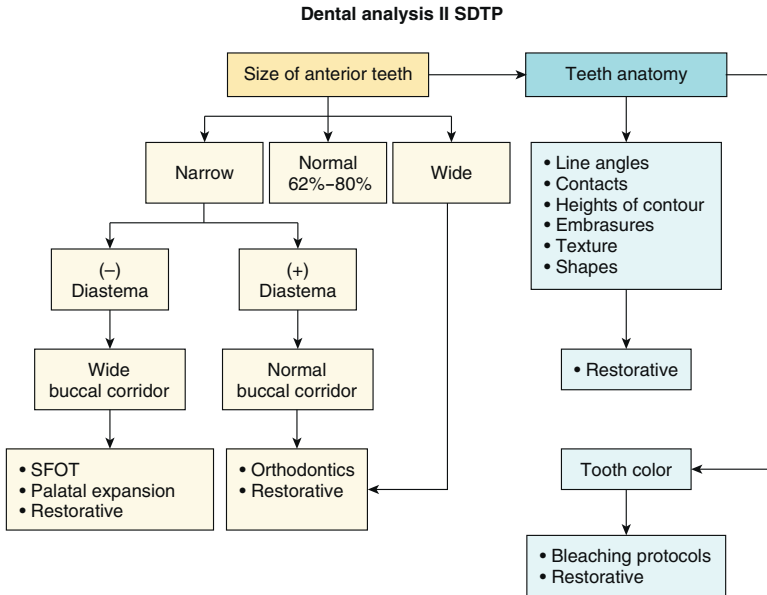 Dental analysis II SDTP
Size of anterior teeth
Teeth anatomy
Narrow
Normal
62%–80%
Wide
• Line angles
• Contacts
• Heights of contour
• Embrasures
• Texture
• Shapes
(–)
Diastema
(+)
Diastema
Wide
buccal corridor
Normal
buccal corridor
• Restorative
• SFOT
• Palatal expansion
• Restorative
• Orthodontics
• Restorative
Tooth color
• Bleaching protocols
• Restorative